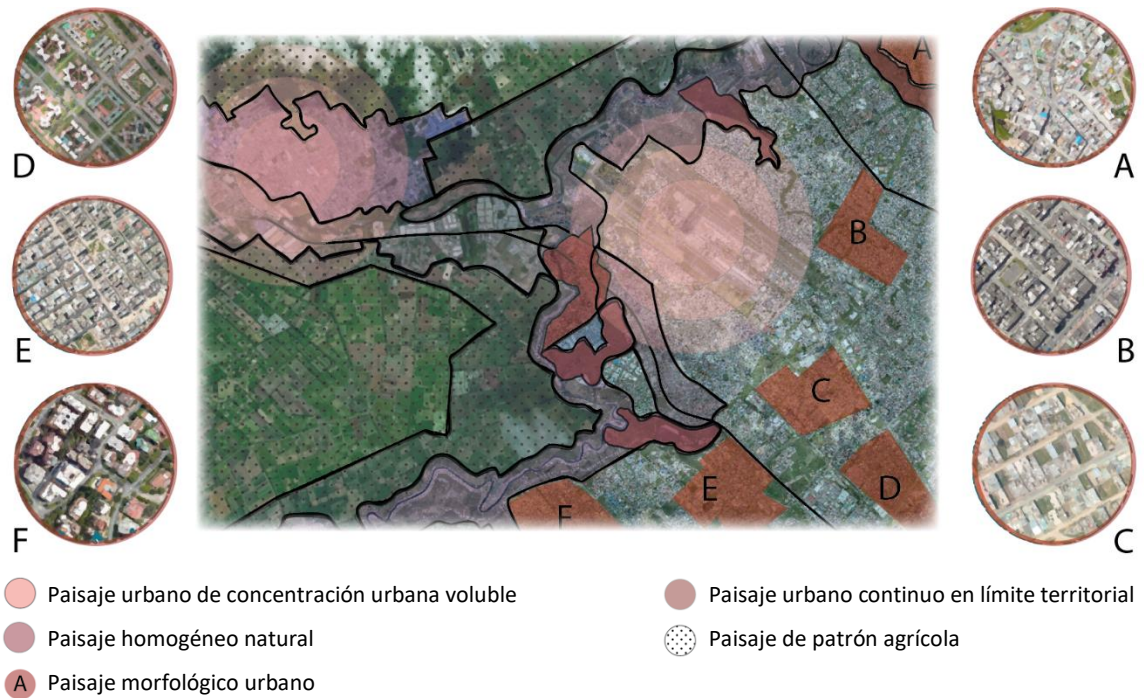 D
A
A
B
E
B
C
E
D
F
F
C
Paisaje urbano de concentración urbana voluble
Paisaje urbano continuo en límite territorial
Paisaje homogéneo natural
Paisaje de patrón agrícola
A Paisaje morfológico urbano